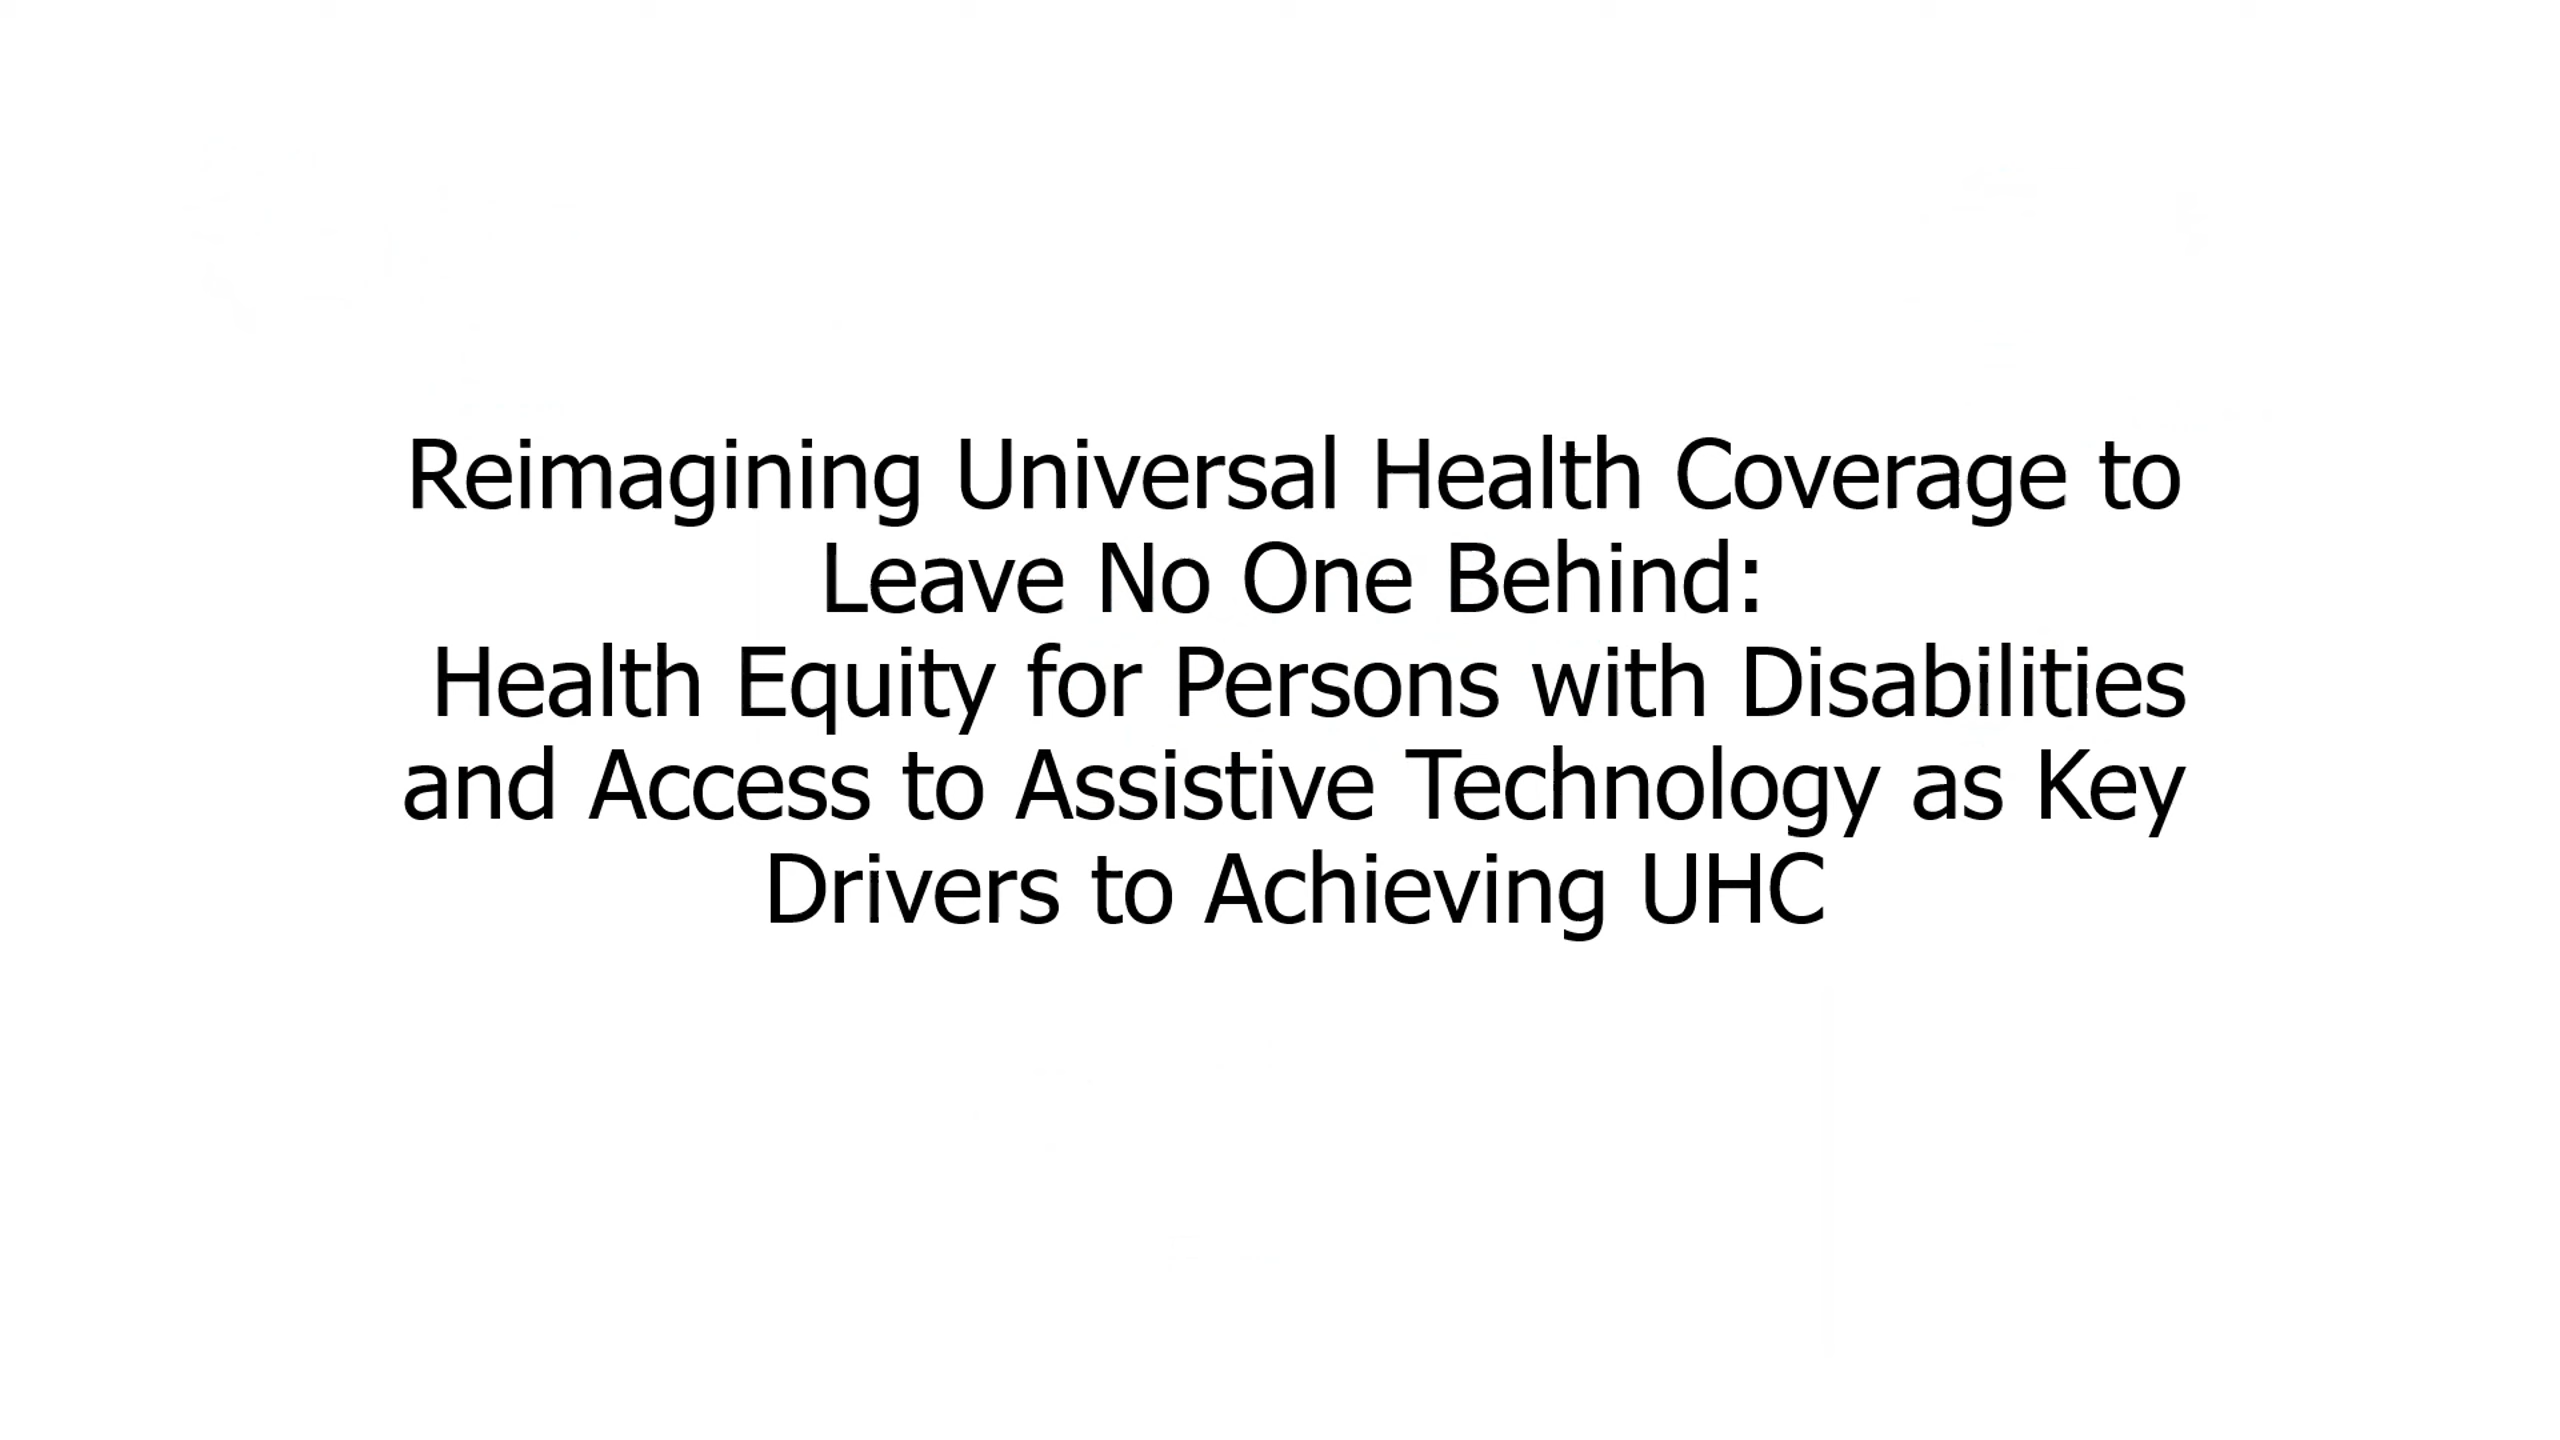 Reimagining Universal Health Coverage to
Leave No One Behind:
Health Equity for Persons with Disabilities
and Access to Assistive Technology as Key
Drivers to Achieving UHC